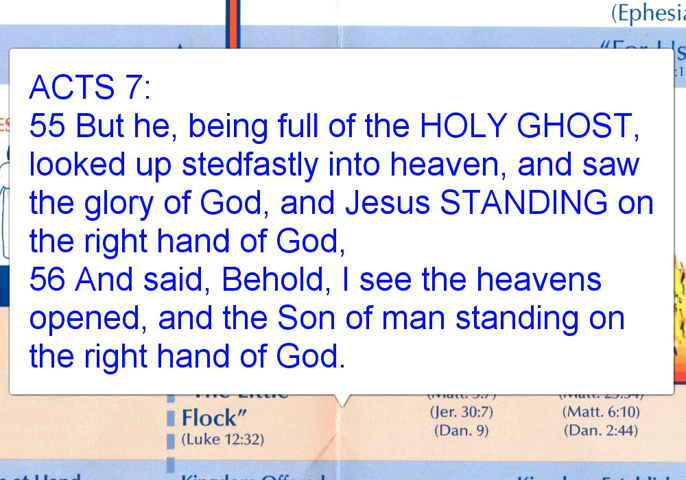 (Ephesia
ACTS 7:
55 But he, being full of the HOLY GHOST,
looked up stedfastly into heaven, and saw
the glory of God, and Jesus STANDING on
the right hand of God,
56 And said, Behold, I see the heavens
opened, and the Son of man standing on
the right hand of God.
Flock”
(Luke 12:32)
(Jer. 30:7)
(Dan. 9)
(Matt. 6:10)
(Dan. 2:44)